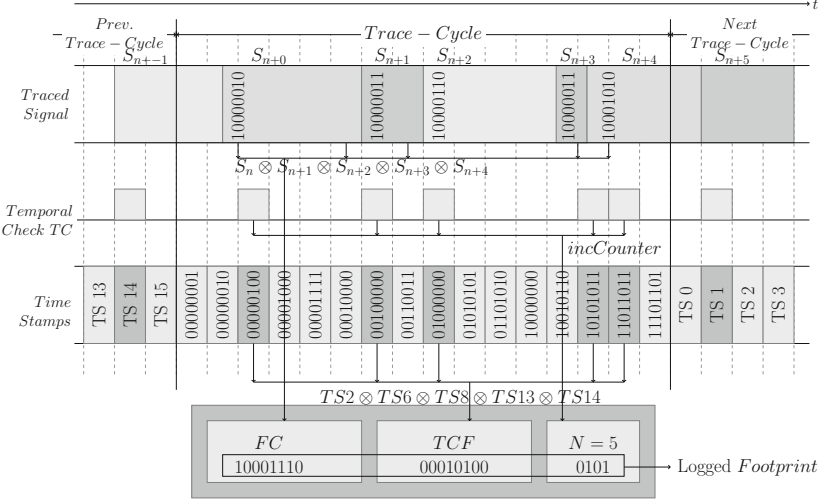 t
Prev. Trace − Cycle
Trace − Cycle
Next Trace − Cycle
S_{n+−1} S_{n+0} S_{n+1} S_{n+2} S_{n+3} S_{n+4} S_{n+5}
Traced Signal
10000010 10000011 10000110 10000011 10001010
S_n ⊗ S_{n+1} ⊗ S_{n+2} ⊗ S_{n+3} ⊗ S_{n+4}
Temporal Check TC
incCounter
Time Stamps
TS 13 TS 14 TS 15 00000001 00000010 00000100 00001000 00001111 00010000 00100000 00110011 01000000 01010101 01101010 10000000 10010110 10101011 11011011 11101101 TS 0 TS 1 TS 2 TS 3
TS2 ⊗ TS6 ⊗ TS8 ⊗ TS13 ⊗ TS14
FC TCF N = 5
10001110 00010100 0101
Logged Footprint